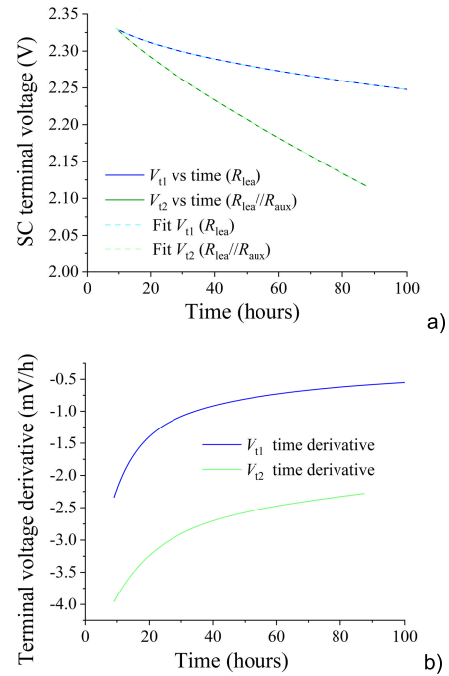 2.35
2.30
2.25
2.20
2.15
2.10
2.05
2.00
SC terminal voltage (V)
Vt1 vs time (Rlea)
Vt2 vs time (Rlea//Raux)
Fit Vt1 (Rlea)
Fit Vt2 (Rlea//Raux)
0 20 40 60 80 100
Time (hours)
a)
-0.5
-1.0
-1.5
-2.0
-2.5
-3.0
-3.5
-4.0
Terminal voltage derivative (mV/h)
Vt1 time derivative
Vt2 time derivative
0 20 40 60 80 100
Time (hours)
b)